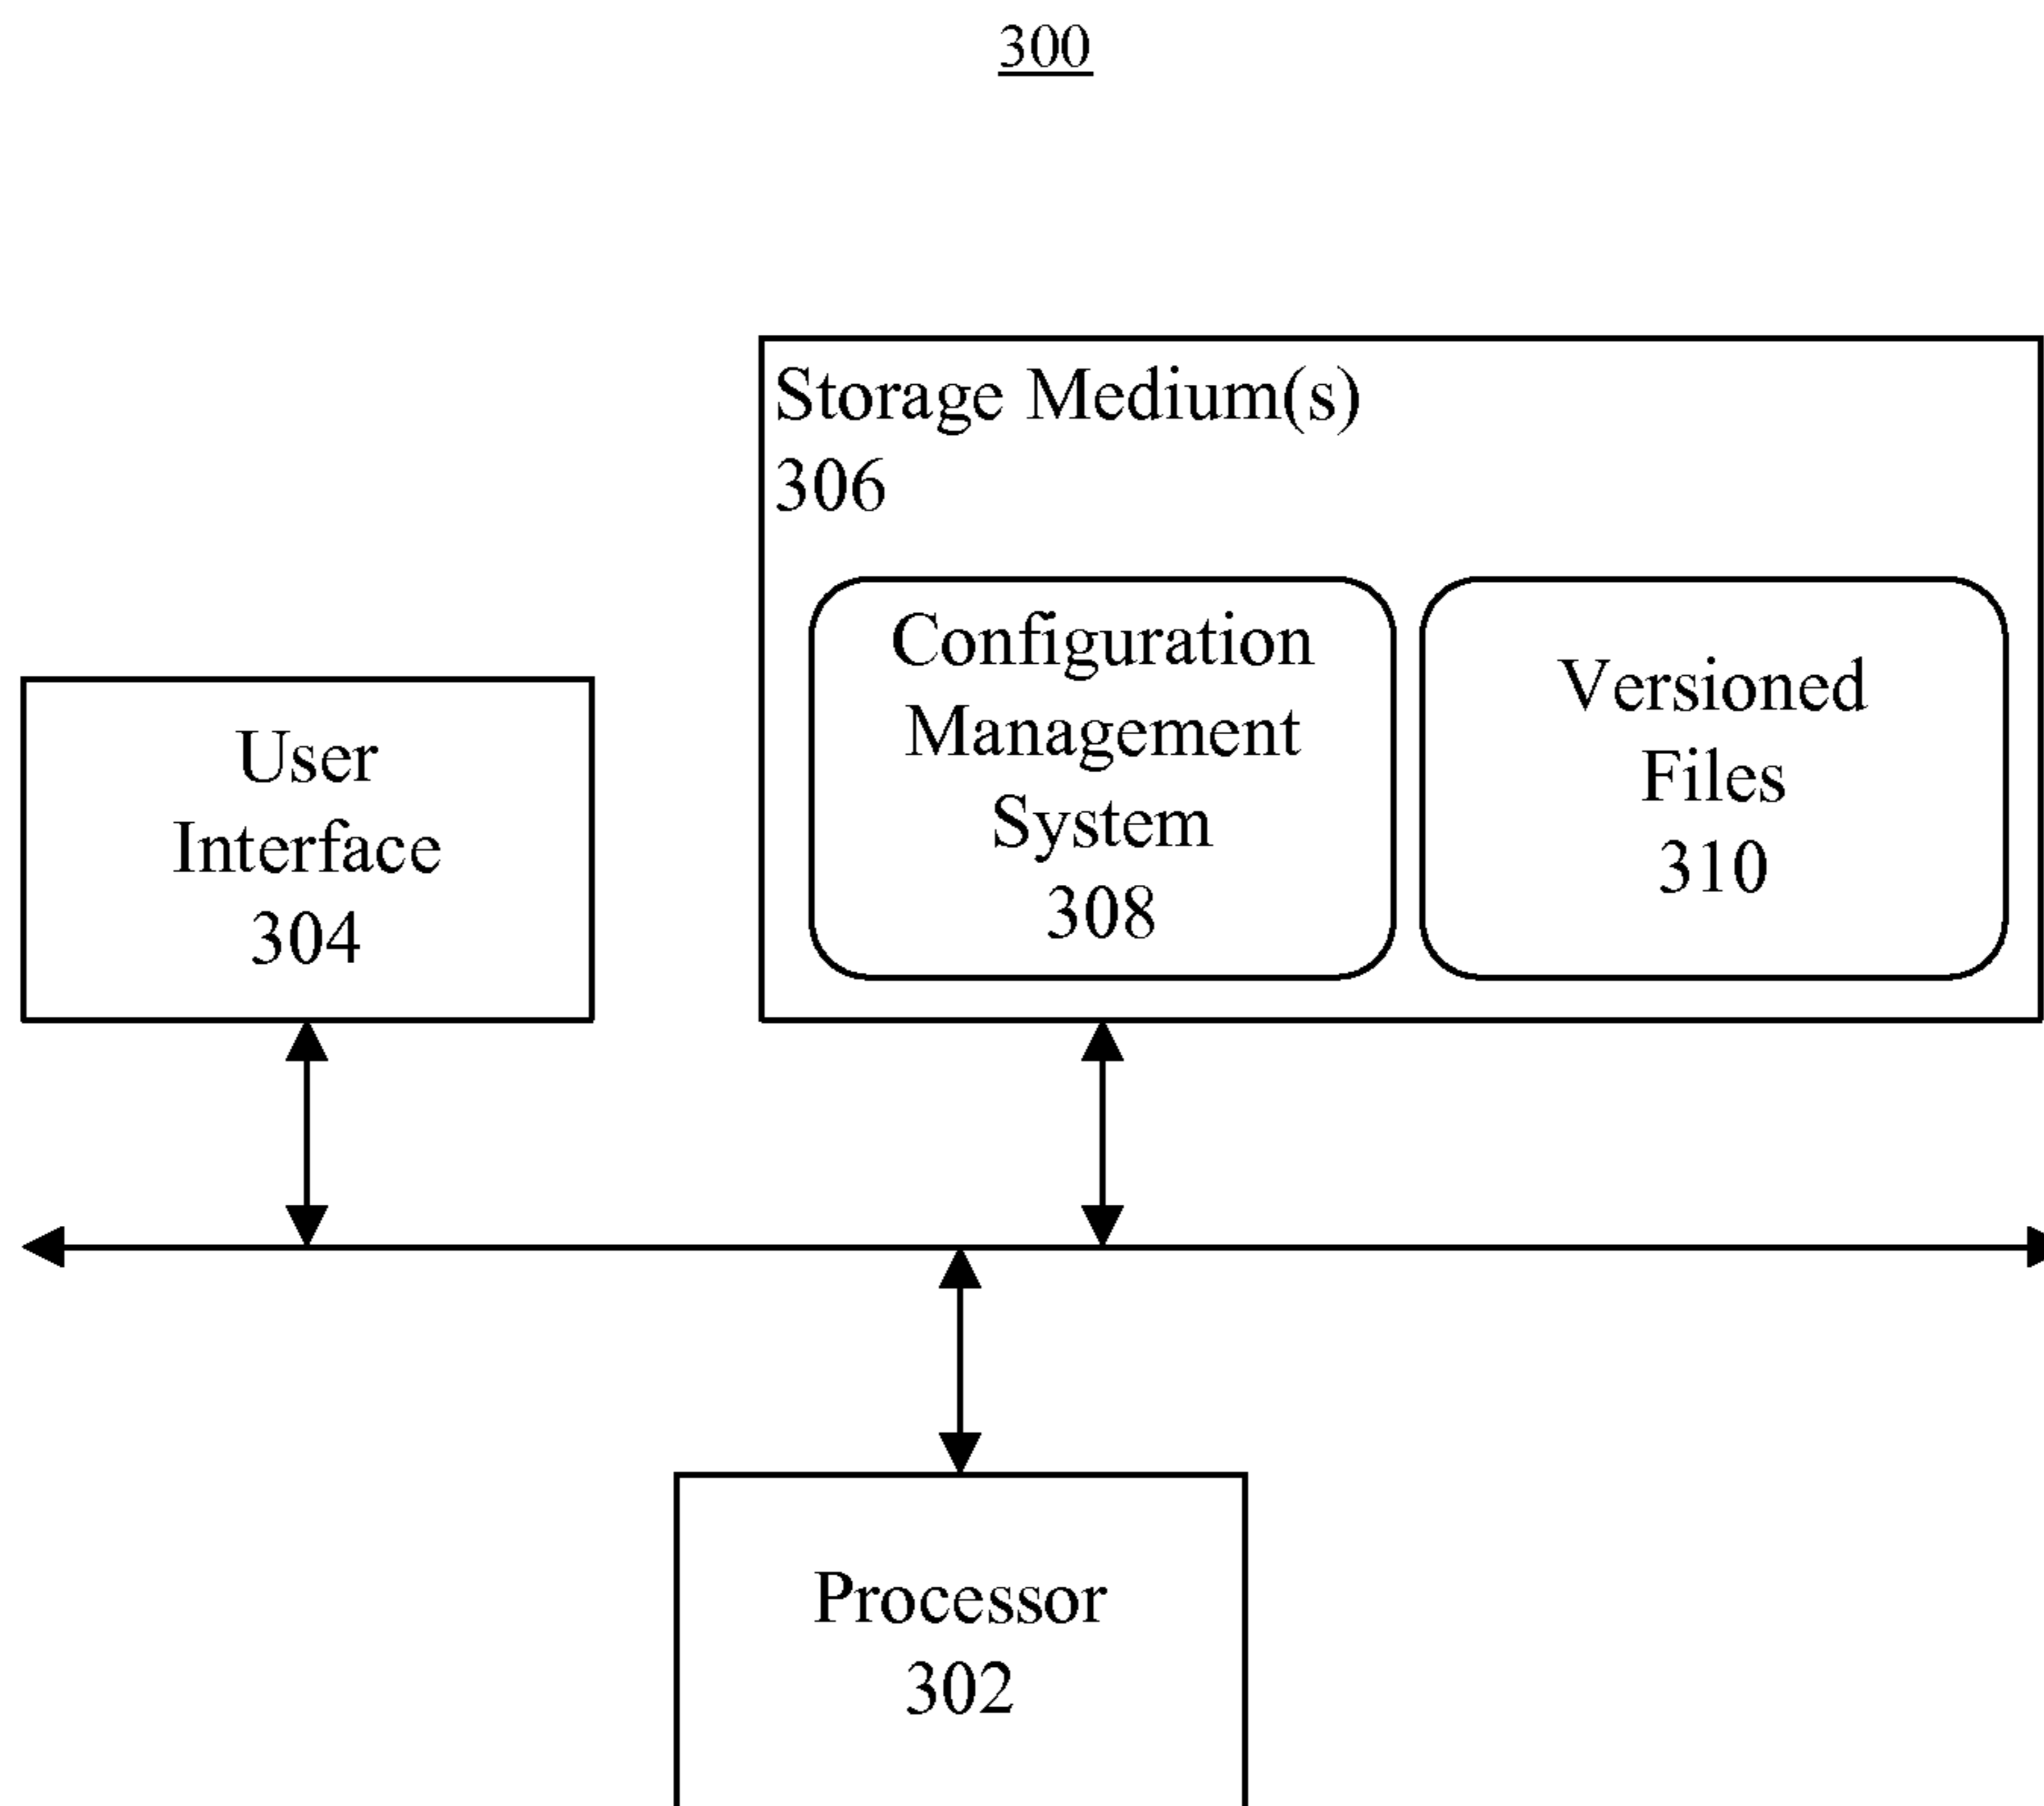 300
Storage Medium(s)
306
Configuration
Management
System
308
Versioned
Files
310
User
Interface
304
Processor
302